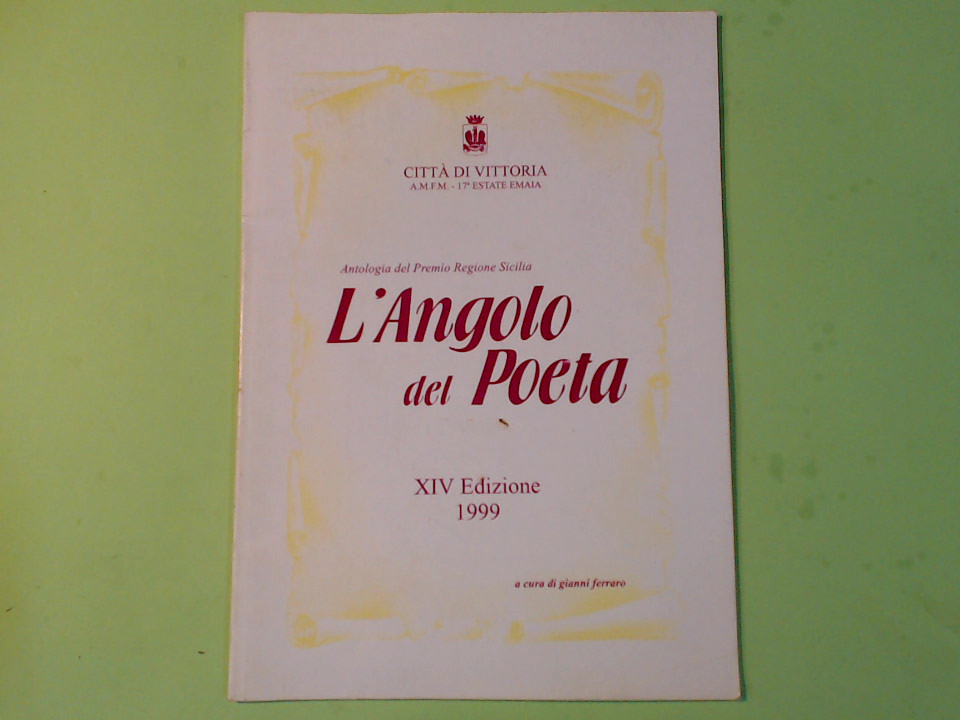 CITTÀ DI VITTORIA
A.M.F.M. - 17ª ESTATE EMAIA
Antologia del Premio Regione Sicilia
L'Angolo
del Poeta
XIV Edizione
1999
a cura di gianni ferraro